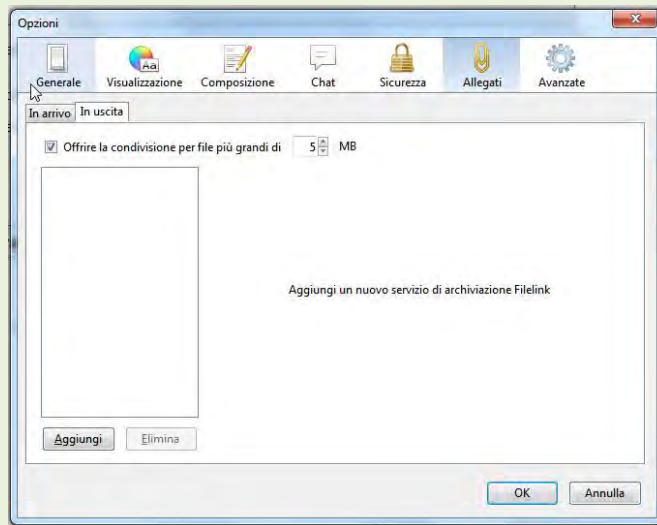 Opzioni
Generale Visualizzazione Composizione Chat Sicurezza Allegati Avanzate
In arrivo In uscita
Offrire la condivisione per file più grandi di 5 MB
Aggiungi un nuovo servizio di archiviazione Filelink
Aggiungi Elimina
OK Annulla